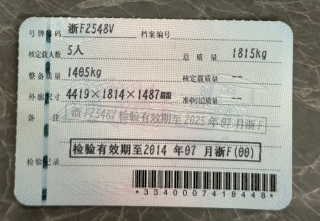 号牌号码 浙F2548V 档案编号
核定载人数 5人 总质量 1815kg
整备质量 1405kg 核定载质量 --
外廓尺寸 4419×1814×1487mm 准牵引总质量 --
备注 浙F2548V 检验有效期至2025年07月浙F
检验记录 检验有效期至2014年07月浙F(00)
*3340007418448*